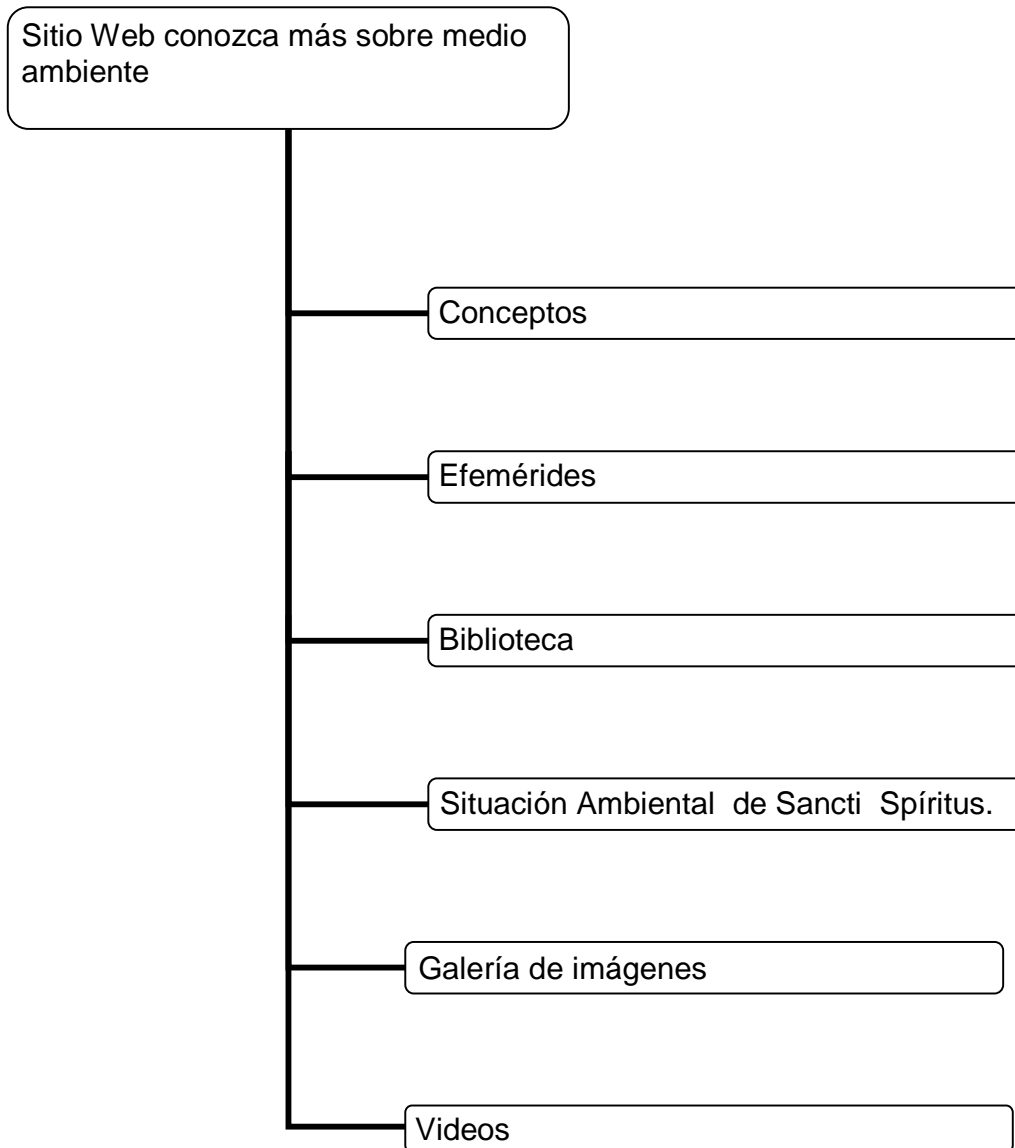 Sitio Web conozca más sobre medio
ambiente
Conceptos
Efemérides
Biblioteca
Situación Ambiental  de Sancti  Spíritus.
Galería de imágenes
Videos